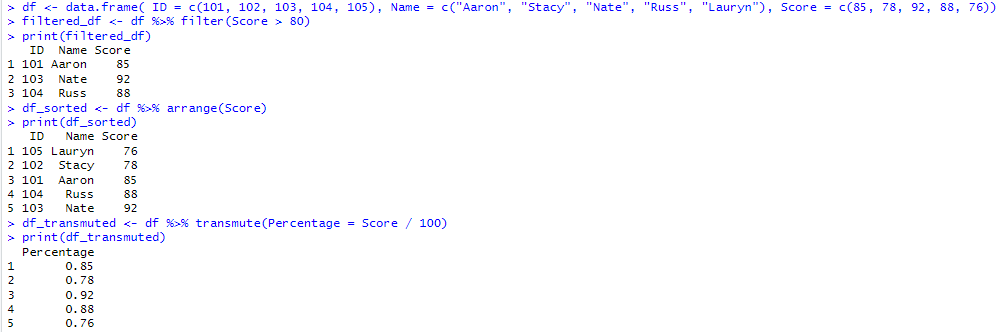 > df <- data.frame( ID = c(101, 102, 103, 104, 105), Name = c("Aaron", "Stacy", "Nate", "Russ", "Lauryn"), Score = c(85, 78, 92, 88, 76))
> filtered_df <- df %>% filter(Score > 80)
> print(filtered_df)
   ID  Name Score
1 101 Aaron    85
2 103  Nate    92
3 104  Russ    88
> df_sorted <- df %>% arrange(Score)
> print(df_sorted)
   ID   Name Score
1 105 Lauryn    76
2 102  Stacy    78
3 101  Aaron    85
4 104   Russ    88
5 103   Nate    92
> df_transmuted <- df %>% transmute(Percentage = Score / 100)
> print(df_transmuted)
  Percentage
1       0.85
2       0.78
3       0.92
4       0.88
5       0.76